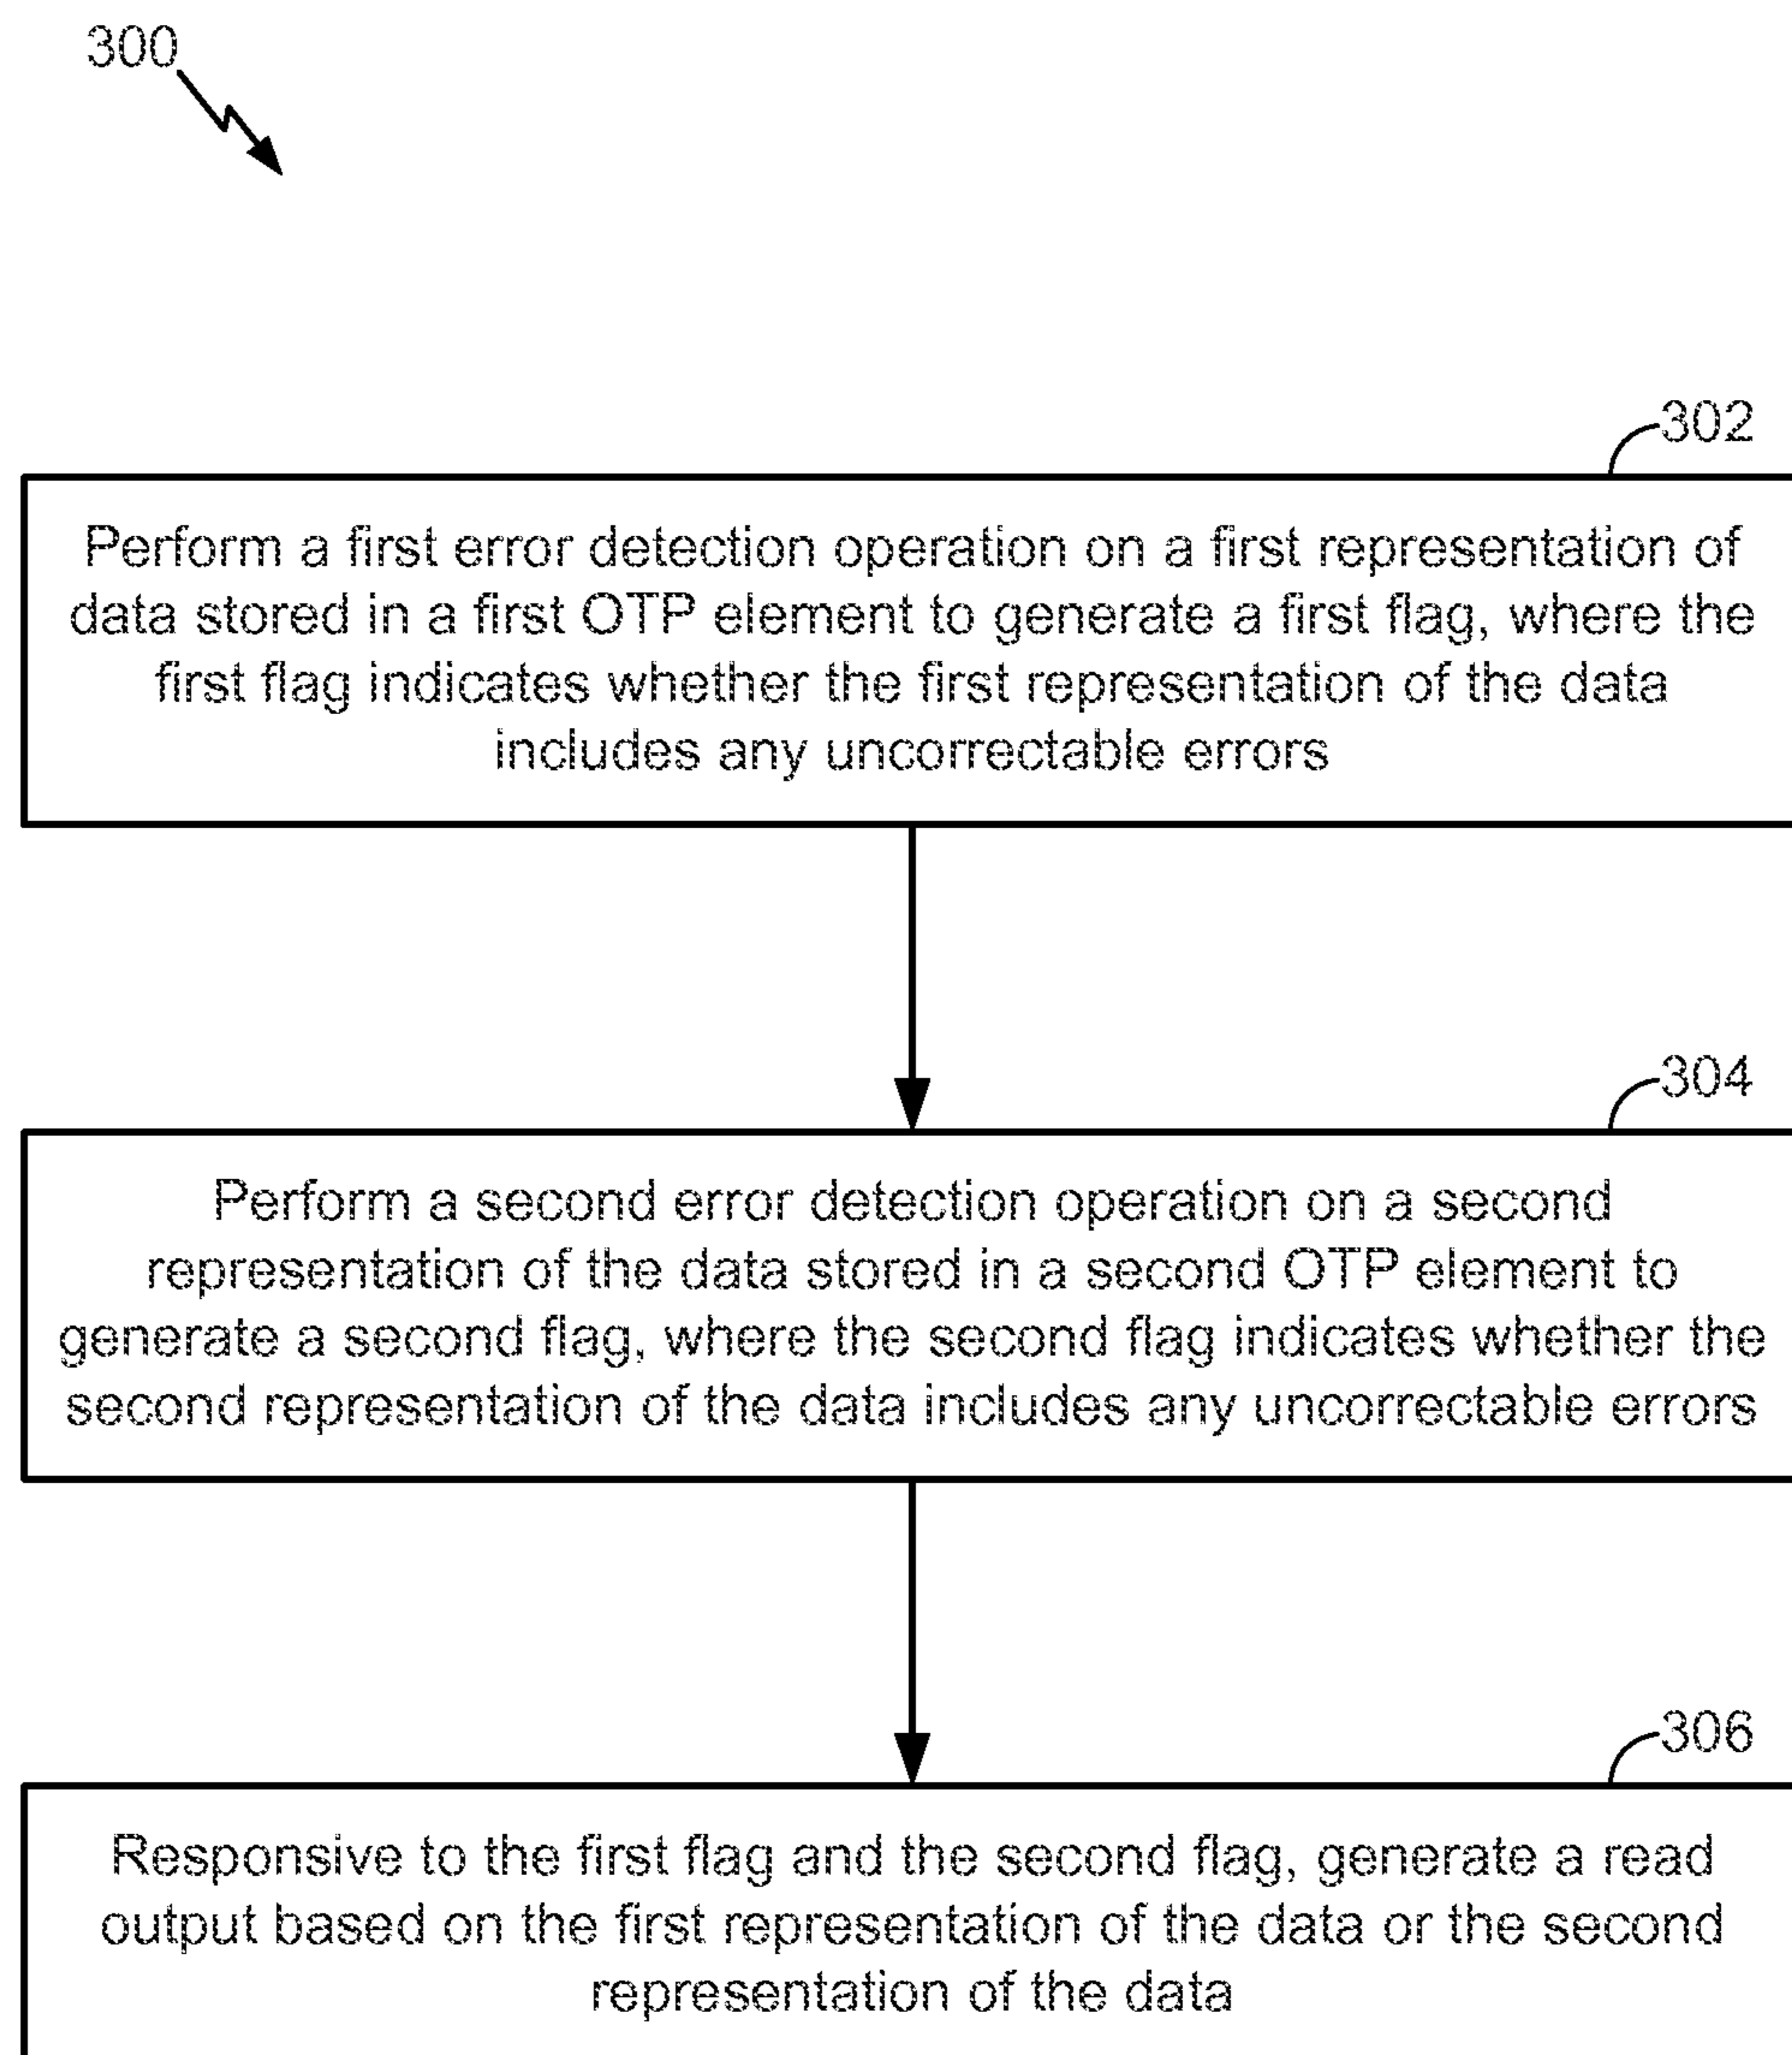 300
302
Perform a first error detection operation on a first representation of
data stored in a first OTP element to generate a first flag, where the
first flag indicates whether the first representation of the data
includes any uncorrectable errors
304
Perform a second error detection operation on a second
representation of the data stored in a second OTP element to
generate a second flag, where the second flag indicates whether the
second representation of the data includes any uncorrectable errors
306
Responsive to the first flag and the second flag, generate a read
output based on the first representation of the data or the second
representation of the data